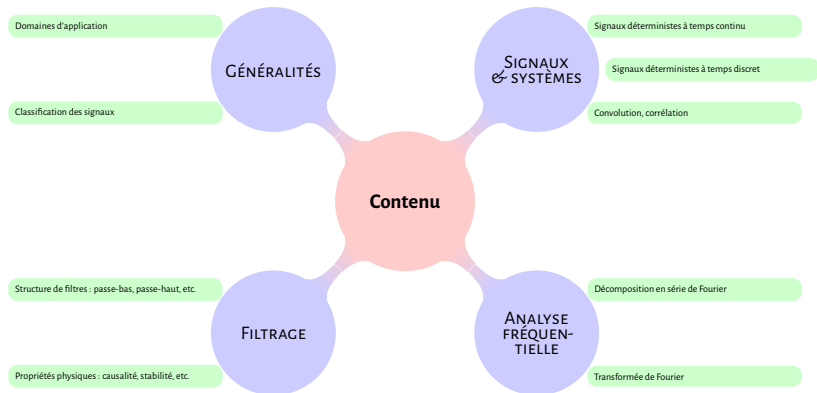 Domaines d'application
Généralités
Classification des signaux
Signaux déterministes à temps continu
Signaux
& systèmes
Signaux déterministes à temps discret
Convolution, corrélation
Contenu
Structure de filtres : passe-bas, passe-haut, etc.
Filtrage
Propriétés physiques : causalité, stabilité, etc.
Décomposition en série de Fourier
Analyse
fréquen-
tielle
Transformée de Fourier